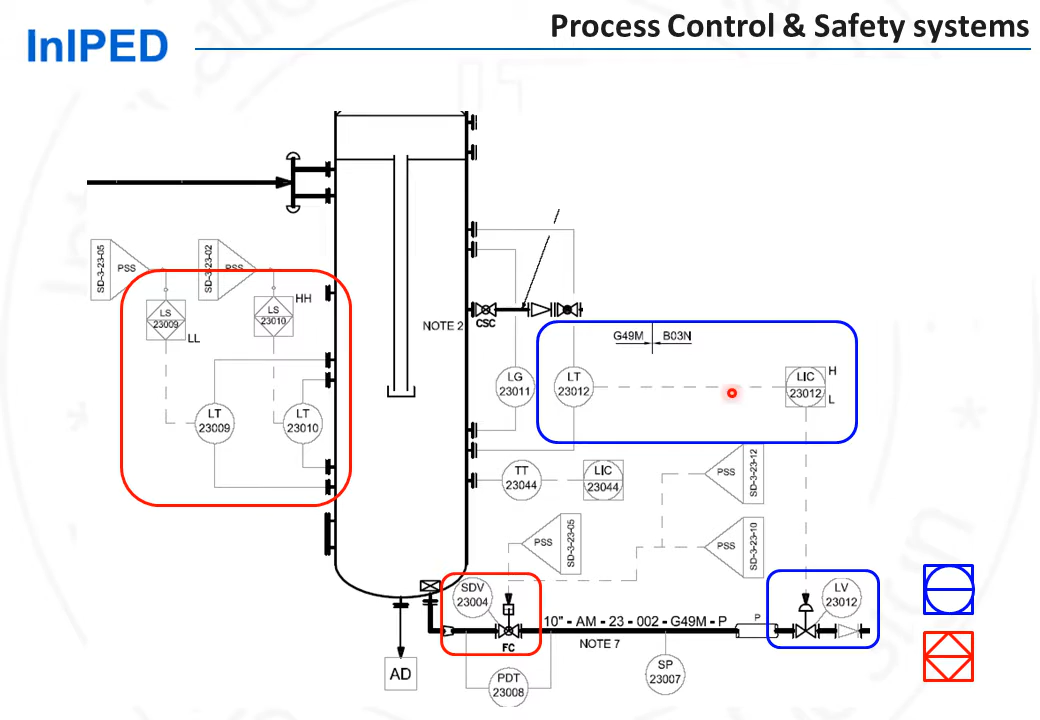 InIPED
Process Control & Safety systems
SD-3-23-05
PSS
SD-3-23-02
PSS
LS
23009
LL
LS
23010
HH
LT
23009
LT
23010
NOTE 2
CSC
G49M
B03N
LG
23011
LT
23012
LIC
23012
H
L
TT
23044
LIC
23044
PSS
SD-3-23-12
PSS
SD-3-23-05
PSS
SD-3-23-10
SDV
23004
FC
10" - AM - 23 - 002 - G49M - P
NOTE 7
P
LV
23012
AD
PDT
23008
SP
23007